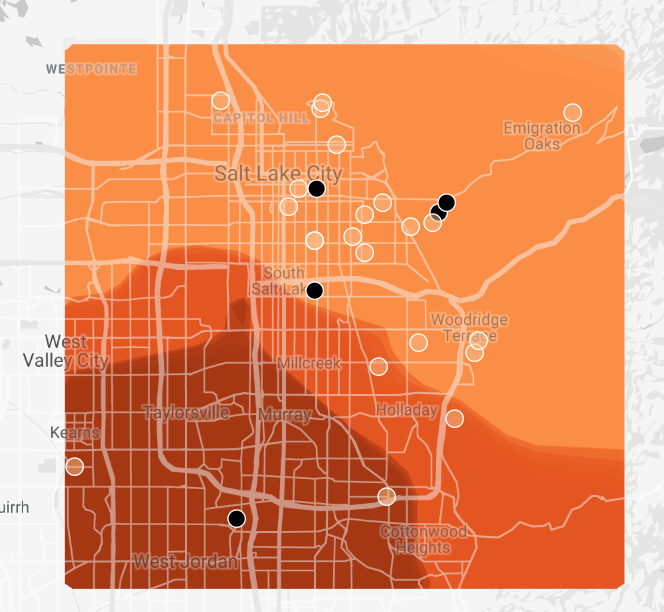 WESTPOINTE
CAPITOL HILL
Emigration
Oaks
Salt Lake City
South
Salt Lake
Woodridge
Terrace
West
Valley City
Millcreek
Taylorsville
Murray
Holladay
Kearns
uirrh
Cottonwood
Heights
West Jordan